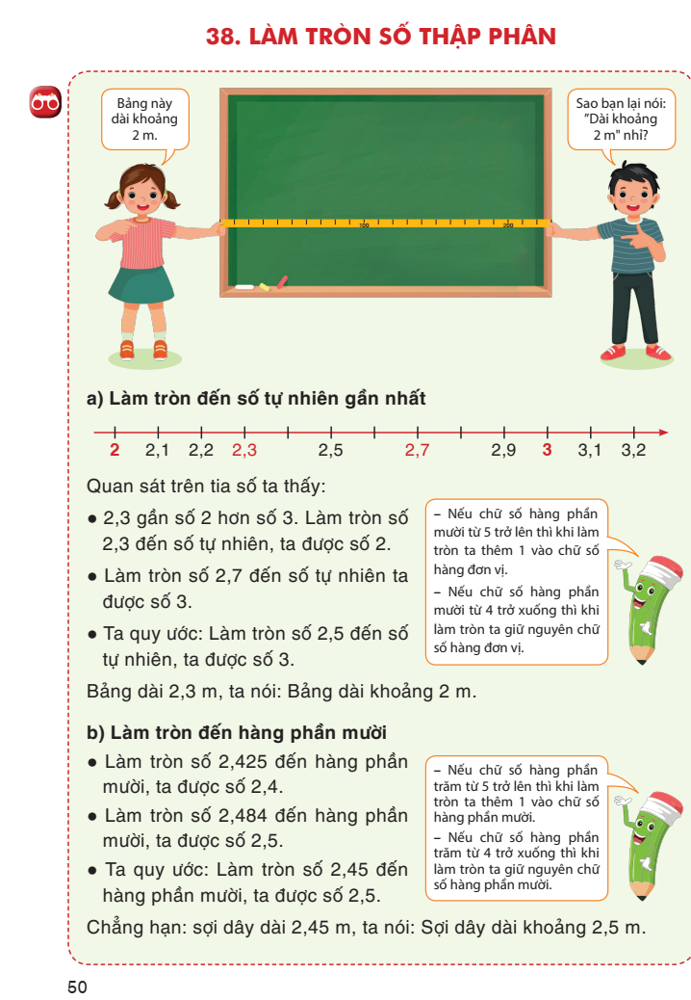 38. LÀM TRÒN SỐ THẬP PHÂN
Bảng này
dài khoảng
2 m.
Sao bạn lại nói:
"Dài khoảng
2 m" nhỉ?
100
200
a) Làm tròn đến số tự nhiên gần nhất
2 2,1 2,2 2,3 2,5 2,7 2,9 3 3,1 3,2
Quan sát trên tia số ta thấy:
● 2,3 gần số 2 hơn số 3. Làm tròn số
2,3 đến số tự nhiên, ta được số 2.
● Làm tròn số 2,7 đến số tự nhiên ta
được số 3.
● Ta quy ước: Làm tròn số 2,5 đến số
tự nhiên, ta được số 3.
– Nếu chữ số hàng phần
mười từ 5 trở lên thì khi làm
tròn ta thêm 1 vào chữ số
hàng đơn vị.
– Nếu chữ số hàng phần
mười từ 4 trở xuống thì khi
làm tròn ta giữ nguyên chữ
số hàng đơn vị.
Bảng dài 2,3 m, ta nói: Bảng dài khoảng 2 m.
b) Làm tròn đến hàng phần mười
● Làm tròn số 2,425 đến hàng phần
mười, ta được số 2,4.
● Làm tròn số 2,484 đến hàng phần
mười, ta được số 2,5.
● Ta quy ước: Làm tròn số 2,45 đến
hàng phần mười, ta được số 2,5.
– Nếu chữ số hàng phần
trăm từ 5 trở lên thì khi làm
tròn ta thêm 1 vào chữ số
hàng phần mười.
– Nếu chữ số hàng phần
trăm từ 4 trở xuống thì khi
làm tròn ta giữ nguyên chữ
số hàng phần mười.
Chẳng hạn: sợi dây dài 2,45 m, ta nói: Sợi dây dài khoảng 2,5 m.
50